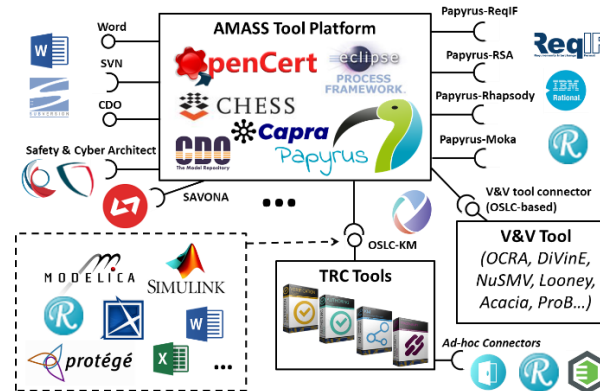 AMASS Tool Platform
Word
SVN
CDO
Safety & Cyber Architect
SAVONA
OpenCert
eclipse
PROCESS
FRAMEWORK
CHESS
CDO
The Model Repository
Capra
Papyrus
Papyrus-ReqIF
Papyrus-RSA
Papyrus-Rhapsody
Papyrus-Moka
ReqIF
IBM
Rational
R
W
SUBVERSION
V&V tool connector
(OSLC-based)
V&V Tool
(OCRA, DiVinE,
NuSMV, Looney,
Acacia, ProB...)
...
OSLC-KM
TRC Tools
Ad-hoc Connectors
R
MODELICA
SIMULINK
R
W
protégé
X
...